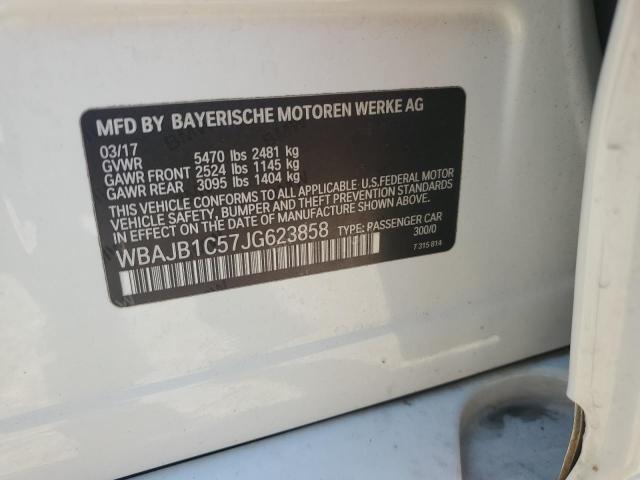 MFD BY BAYERISCHE MOTOREN WERKE AG
03/17
GVWR 5470 lbs 2481 kg
GAWR FRONT 2524 lbs 1145 kg
GAWR REAR 3095 lbs 1404 kg
THIS VEHICLE CONFORMS TO ALL APPLICABLE U.S. FEDERAL MOTOR
VEHICLE SAFETY, BUMPER, AND THEFT PREVENTION STANDARDS
IN EFFECT ON THE DATE OF MANUFACTURE SHOWN ABOVE.
WBAJB1C57JG623858 TYPE: PASSENGER CAR
300/0
7 315 814